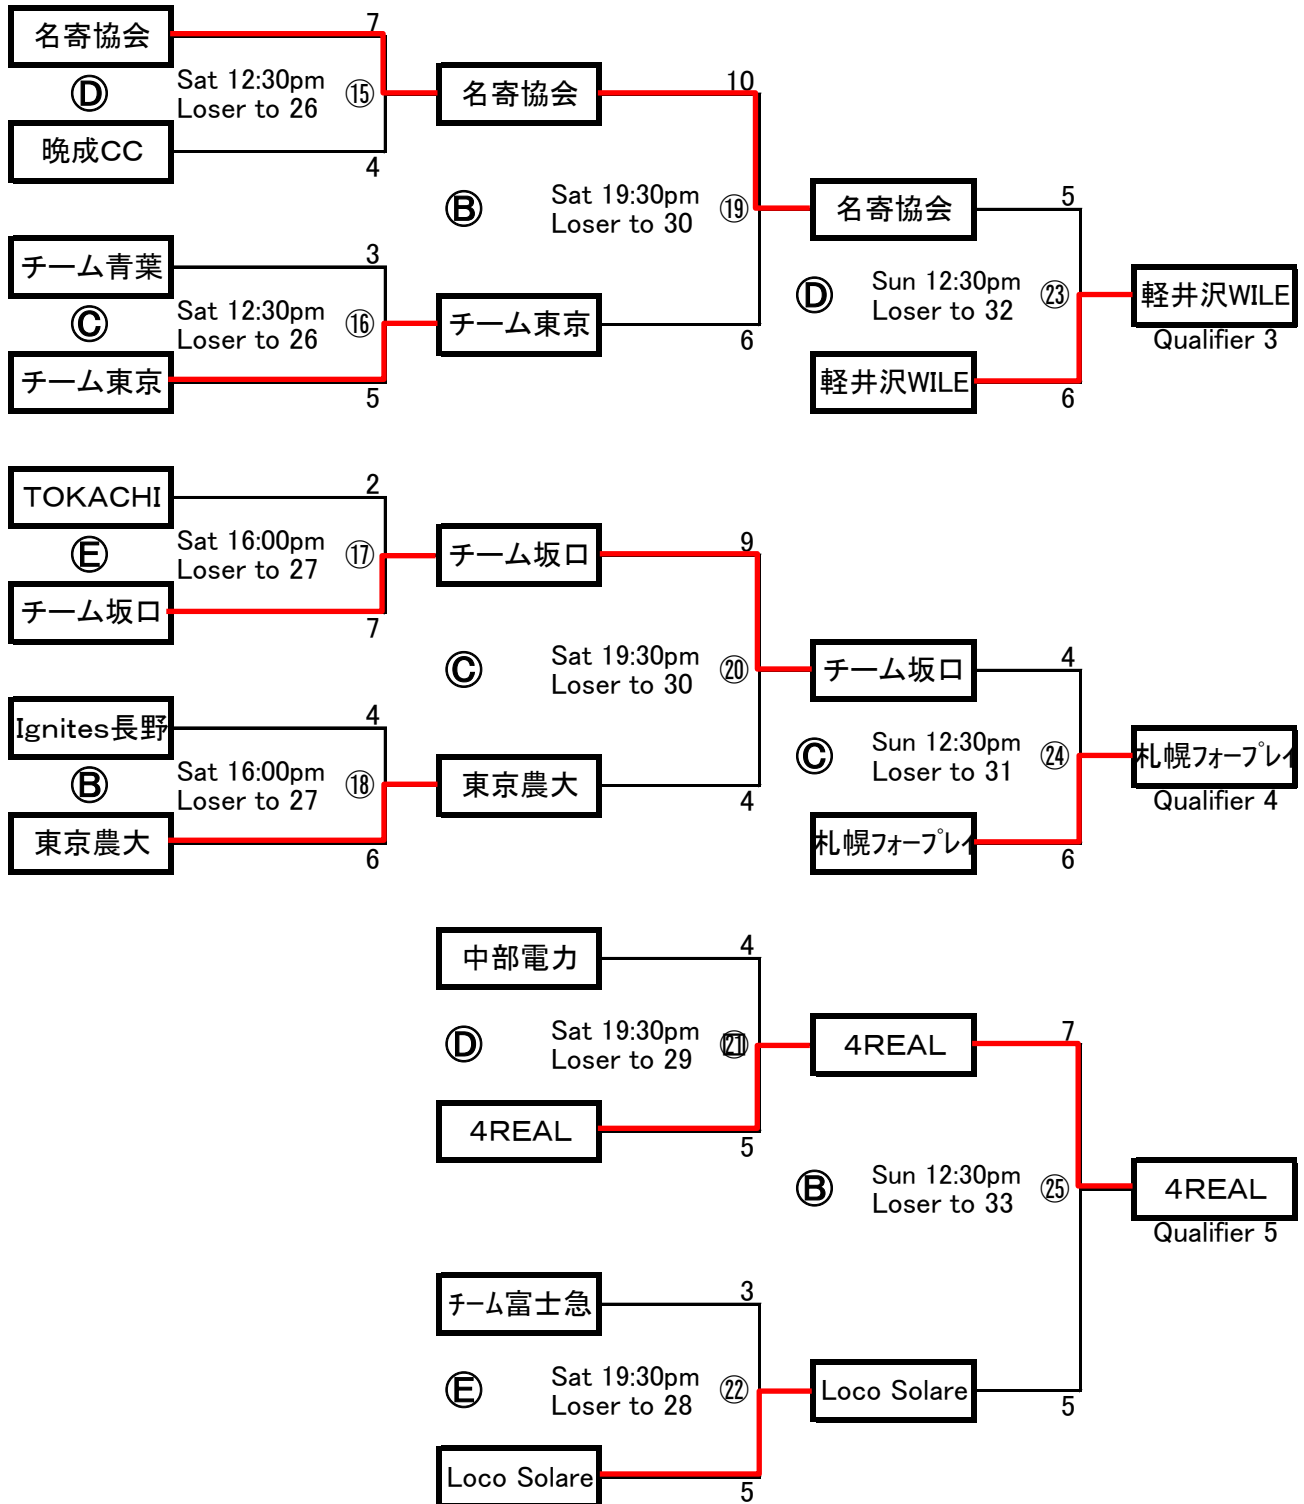 7
名寄協会
Sat 12:30pm
Ⓓ
⑮
Loser to 26
名寄協会
10
晩成CC
4
Ⓑ
Sat 19:30pm
⑲
Loser to 30
名寄協会
5
チーム青葉
3
Ⓒ
Sat 12:30pm
⑯
Loser to 26
チーム東京
6
Ⓓ
Sun 12:30pm
㉓
Loser to 32
軽井沢WILE
Qualifier 3
チーム東京
5
軽井沢WILE
6
TOKACHI
2
Ⓔ
Sat 16:00pm
⑰
Loser to 27
チーム坂口
9
チーム坂口
7
Ⓒ
Sat 19:30pm
⑳
Loser to 30
チーム坂口
4
Ignites長野
4
Ⓑ
Sat 16:00pm
⑱
Loser to 27
東京農大
4
Ⓒ
Sun 12:30pm
㉔
Loser to 31
札幌フォープレイ
Qualifier 4
東京農大
6
札幌フォープレイ
6
中部電力
4
Ⓓ
Sat 19:30pm
㉑
Loser to 29
4REAL
7
4REAL
5
Ⓑ
Sun 12:30pm
㉕
Loser to 33
4REAL
Qualifier 5
チーム富士急
3
Ⓔ
Sat 19:30pm
㉒
Loser to 28
Loco Solare
5
Loco Solare
5